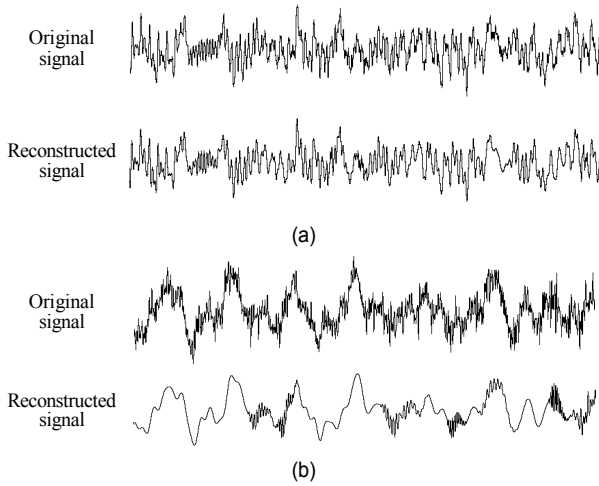 Original
signal
Reconstructed
signal
(a)
Original
signal
Reconstructed
signal
(b)